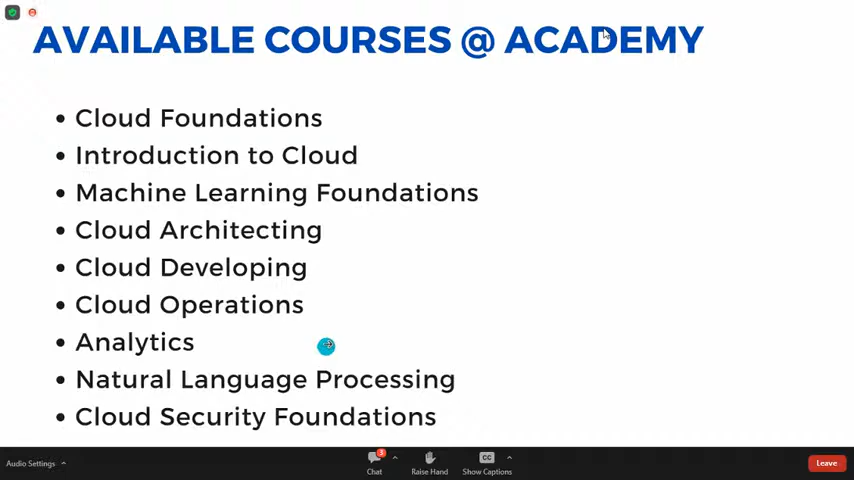 AVAILABLE COURSES @ ACADEMY
• Cloud Foundations
• Introduction to Cloud
• Machine Learning Foundations
• Cloud Architecting
• Cloud Developing
• Cloud Operations
• Analytics
• Natural Language Processing
• Cloud Security Foundations
Audio Settings
3
Chat
Raise Hand
CC
Show Captions
Leave